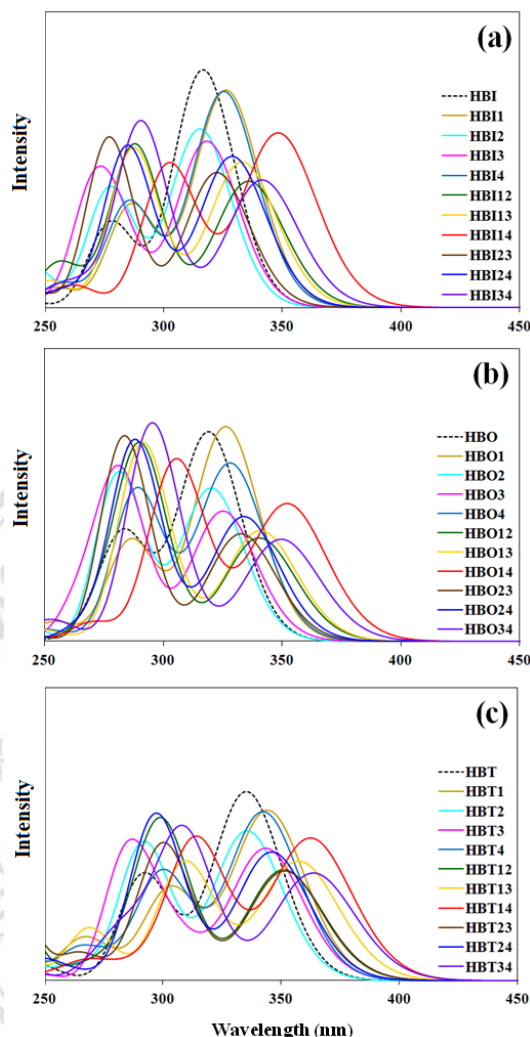 (a)
Intensity
HBI
HBI1
HBI2
HBI3
HBI4
HBI12
HBI13
HBI14
HBI23
HBI24
HBI34
250 300 350 400 450
(b)
Intensity
HBO
HBO1
HBO2
HBO3
HBO4
HBO12
HBO13
HBO14
HBO23
HBO24
HBO34
250 300 350 400 450
(c)
Intensity
HBT
HBT1
HBT2
HBT3
HBT4
HBT12
HBT13
HBT14
HBT23
HBT24
HBT34
250 300 350 400 450
Wavelength (nm)